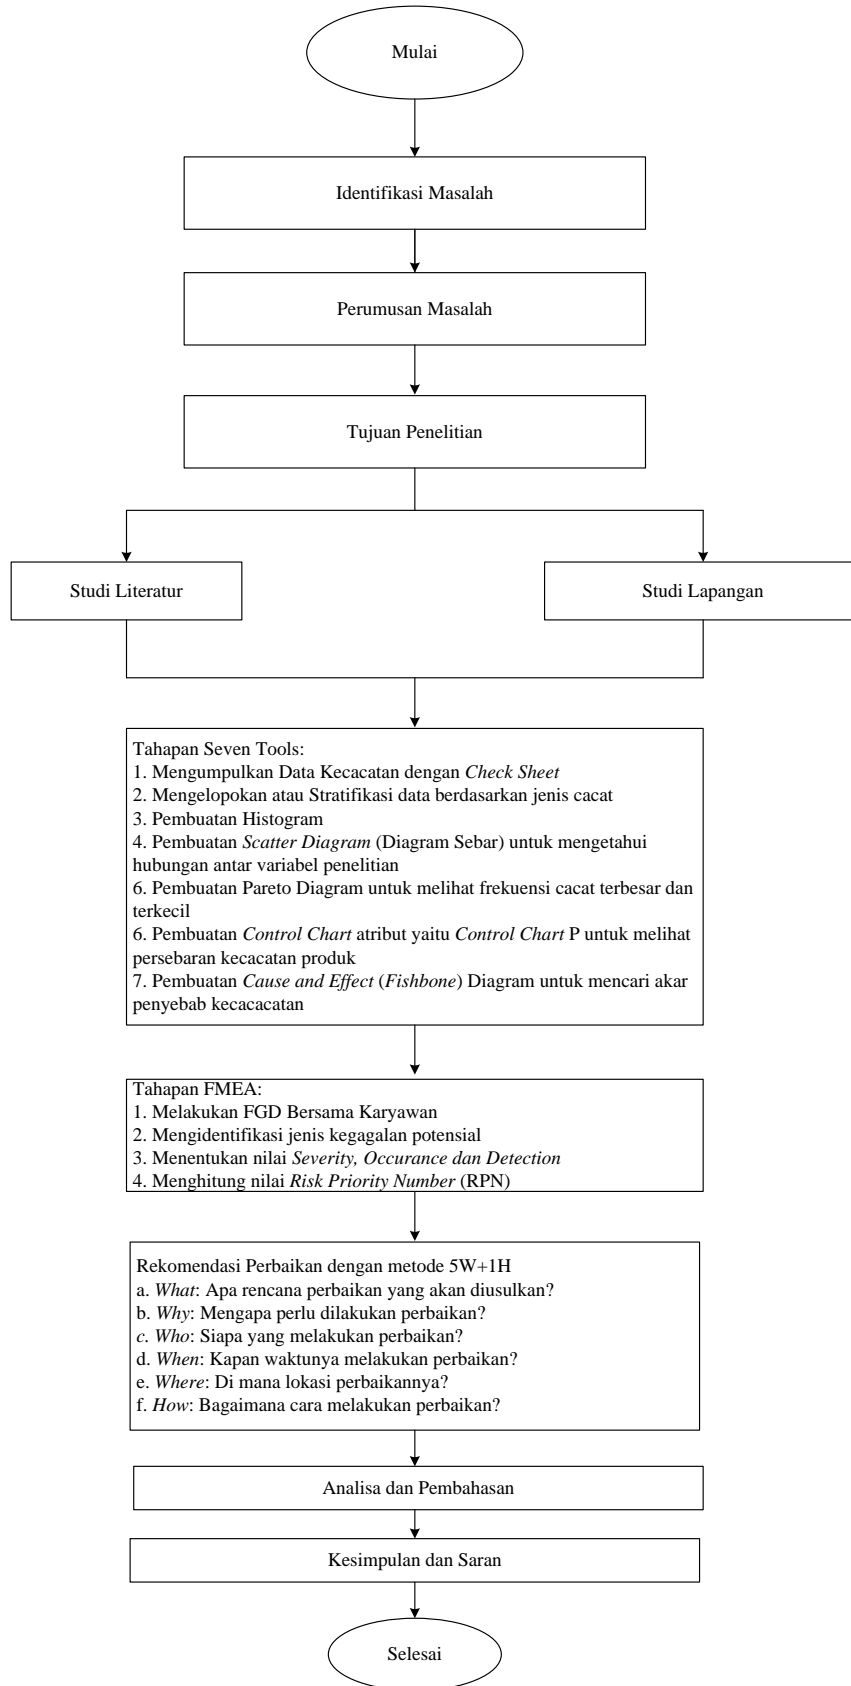 Mulai
Identifikasi Masalah
Perumusan Masalah
Tujuan Penelitian
Studi Literatur
Studi Lapangan
Tahapan Seven Tools:
1. Mengumpulkan Data Kecacatan dengan Check Sheet
2. Mengelopokan atau Stratifikasi data berdasarkan jenis cacat
3. Pembuatan Histogram
4. Pembuatan Scatter Diagram (Diagram Sebar) untuk mengetahui
hubungan antar variabel penelitian
6. Pembuatan Pareto Diagram untuk melihat frekuensi cacat terbesar dan
terkecil
6. Pembuatan Control Chart atribut yaitu Control Chart P untuk melihat
persebaran kecacatan produk
7. Pembuatan Cause and Effect (Fishbone) Diagram untuk mencari akar
penyebab kecacacatan
Tahapan FMEA:
1. Melakukan FGD Bersama Karyawan
2. Mengidentifikasi jenis kegagalan potensial
3. Menentukan nilai Severity, Occurance dan Detection
4. Menghitung nilai Risk Priority Number (RPN)
Rekomendasi Perbaikan dengan metode 5W+1H
a. What: Apa rencana perbaikan yang akan diusulkan?
b. Why: Mengapa perlu dilakukan perbaikan?
c. Who: Siapa yang melakukan perbaikan?
d. When: Kapan waktunya melakukan perbaikan?
e. Where: Di mana lokasi perbaikannya?
f. How: Bagaimana cara melakukan perbaikan?
Analisa dan Pembahasan
Kesimpulan dan Saran
Selesai